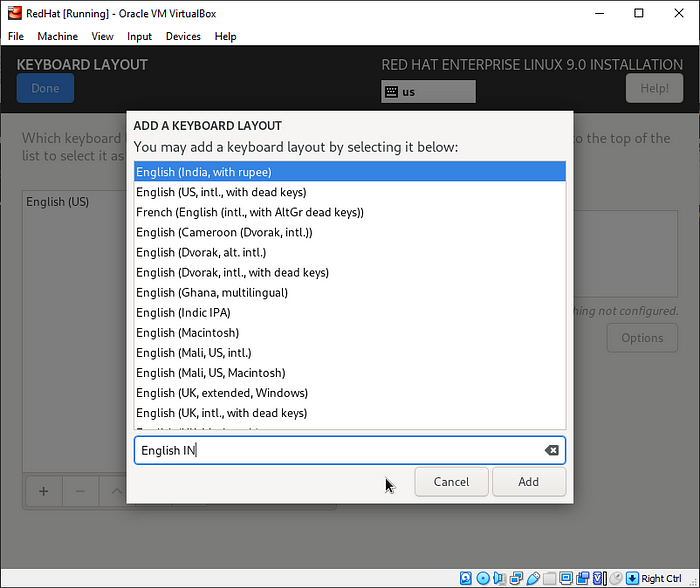 RedHat [Running] - Oracle VM VirtualBox
File Machine View Input Devices Help
KEYBOARD LAYOUT
RED HAT ENTERPRISE LINUX 9.0 INSTALLATION
Done
us
Help!
Which keyboard
o the top of the
list to select it as
English (US)
hing not configured.
Options
ADD A KEYBOARD LAYOUT
You may add a keyboard layout by selecting it below:
English (India, with rupee)
English (US, intl., with dead keys)
French (English (intl., with AltGr dead keys))
English (Cameroon (Dvorak, intl.))
English (Dvorak, alt. intl.)
English (Dvorak, intl., with dead keys)
English (Ghana, multilingual)
English (Indic IPA)
English (Macintosh)
English (Mali, US, intl.)
English (Mali, US, Macintosh)
English (UK, extended, Windows)
English (UK, intl., with dead keys)
English IN
Cancel
Add
Right Ctrl